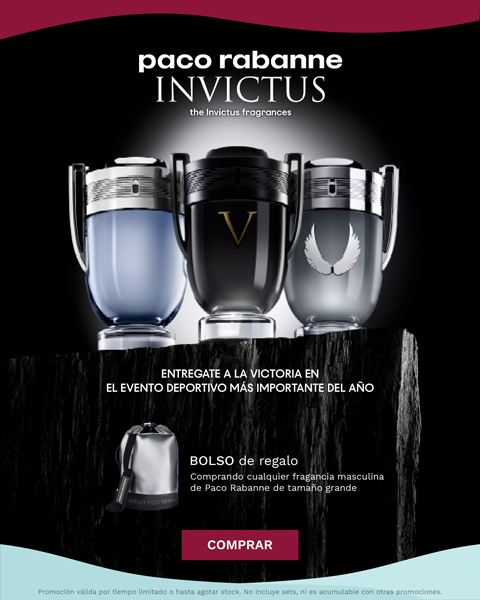 paco rabanne
INVICTUS
the Invictus fragrances
V
ENTREGATE A LA VICTORIA EN
EL EVENTO DEPORTIVO MÁS IMPORTANTE DEL AÑO
paco rabanne
BOLSO de regalo
Comprando cualquier fragancia masculina
de Paco Rabanne de tamaño grande
COMPRAR
Promoción válida por tiempo limitado o hasta agotar stock. No incluye sets, ni es acumulable con otras promociones.